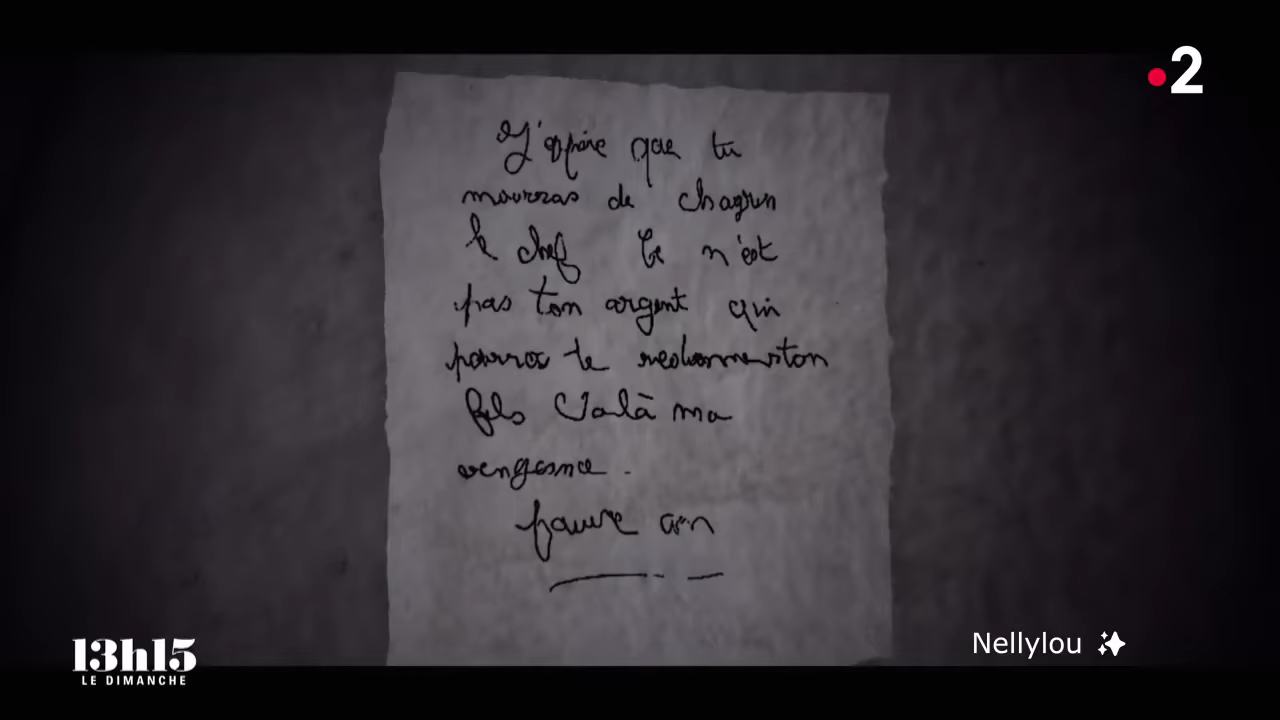 2
J'espère que tu
mourras de chagrin
le chef Ce n'est
pas ton argent qui
pourra te redonner ton
fils Voilà ma
vengeance.
pauvre con
Nellylou
13h15
LE DIMANCHE